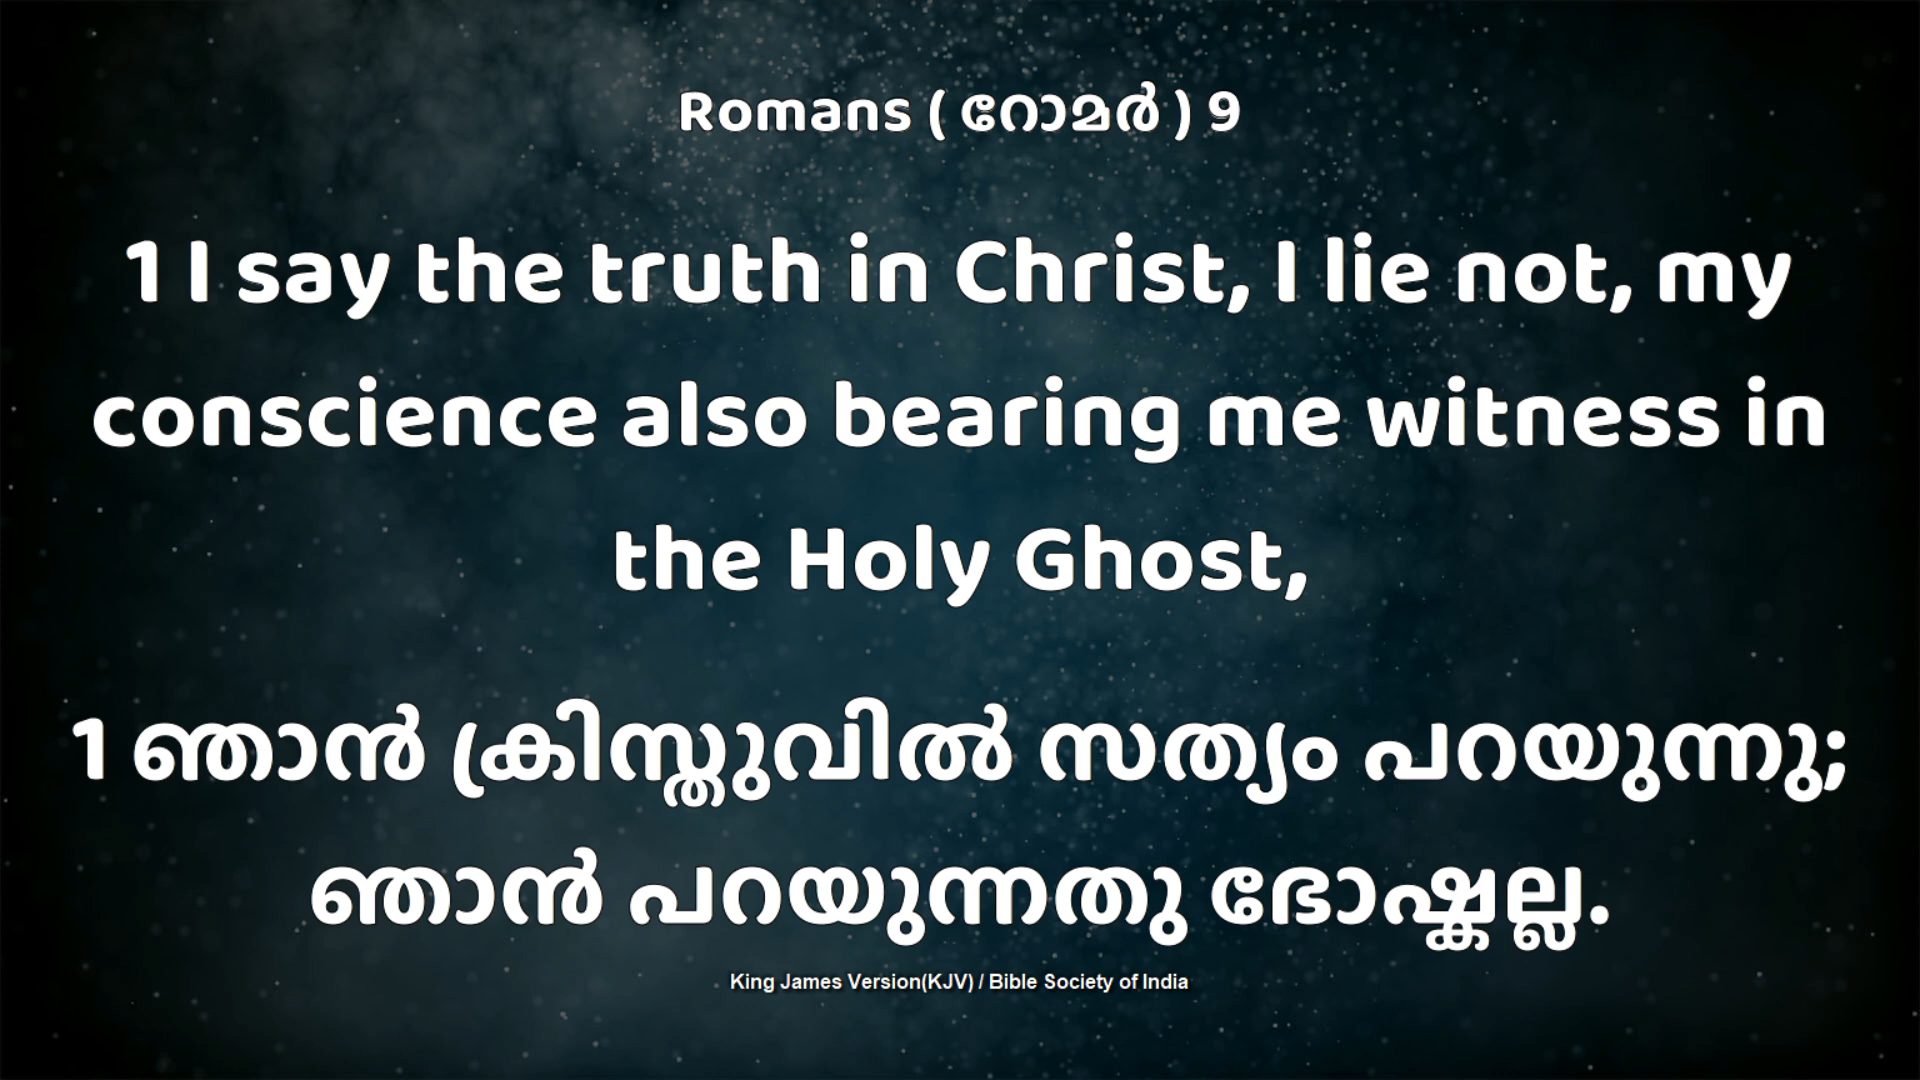 Romans ( റോമർ ) 9
1 I say the truth in Christ, I lie not, my
conscience also bearing me witness in
the Holy Ghost,
1 ഞാൻ ക്രിസ്തുവിൽ സത്യം പറയുന്നു;
ഞാൻ പറയുന്നതു ഭോഷ്കല്ല.
King James Version(KJV) / Bible Society of India